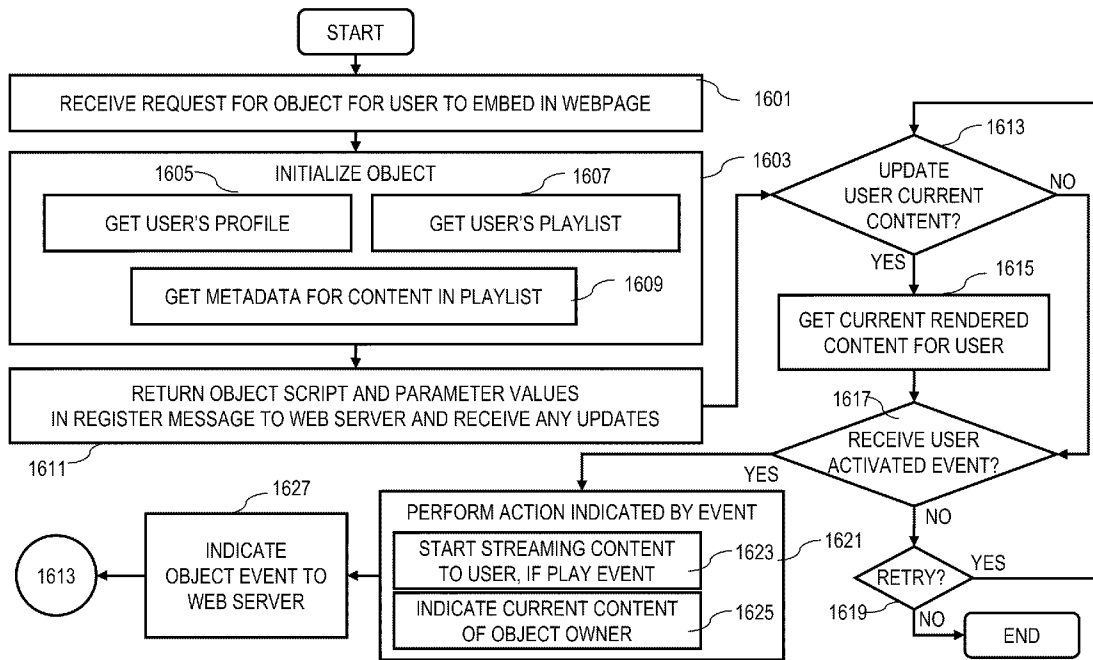 START
RECEIVE REQUEST FOR OBJECT FOR USER TO EMBED IN WEBPAGE
1601
INITIALIZE OBJECT
1603
1605
GET USER'S PROFILE
1607
GET USER'S PLAYLIST
GET METADATA FOR CONTENT IN PLAYLIST
1609
RETURN OBJECT SCRIPT AND PARAMETER VALUES
IN REGISTER MESSAGE TO WEB SERVER AND RECEIVE ANY UPDATES
1611
1613
UPDATE
USER CURRENT
CONTENT?
NO
YES
1615
GET CURRENT RENDERED
CONTENT FOR USER
1617
RECEIVE USER
ACTIVATED EVENT?
YES
NO
RETRY?
YES
1619
NO
END
PERFORM ACTION INDICATED BY EVENT
1621
START STREAMING CONTENT
TO USER, IF PLAY EVENT
1623
INDICATE CURRENT CONTENT
OF OBJECT OWNER
1625
1627
INDICATE
OBJECT EVENT TO
WEB SERVER
1613